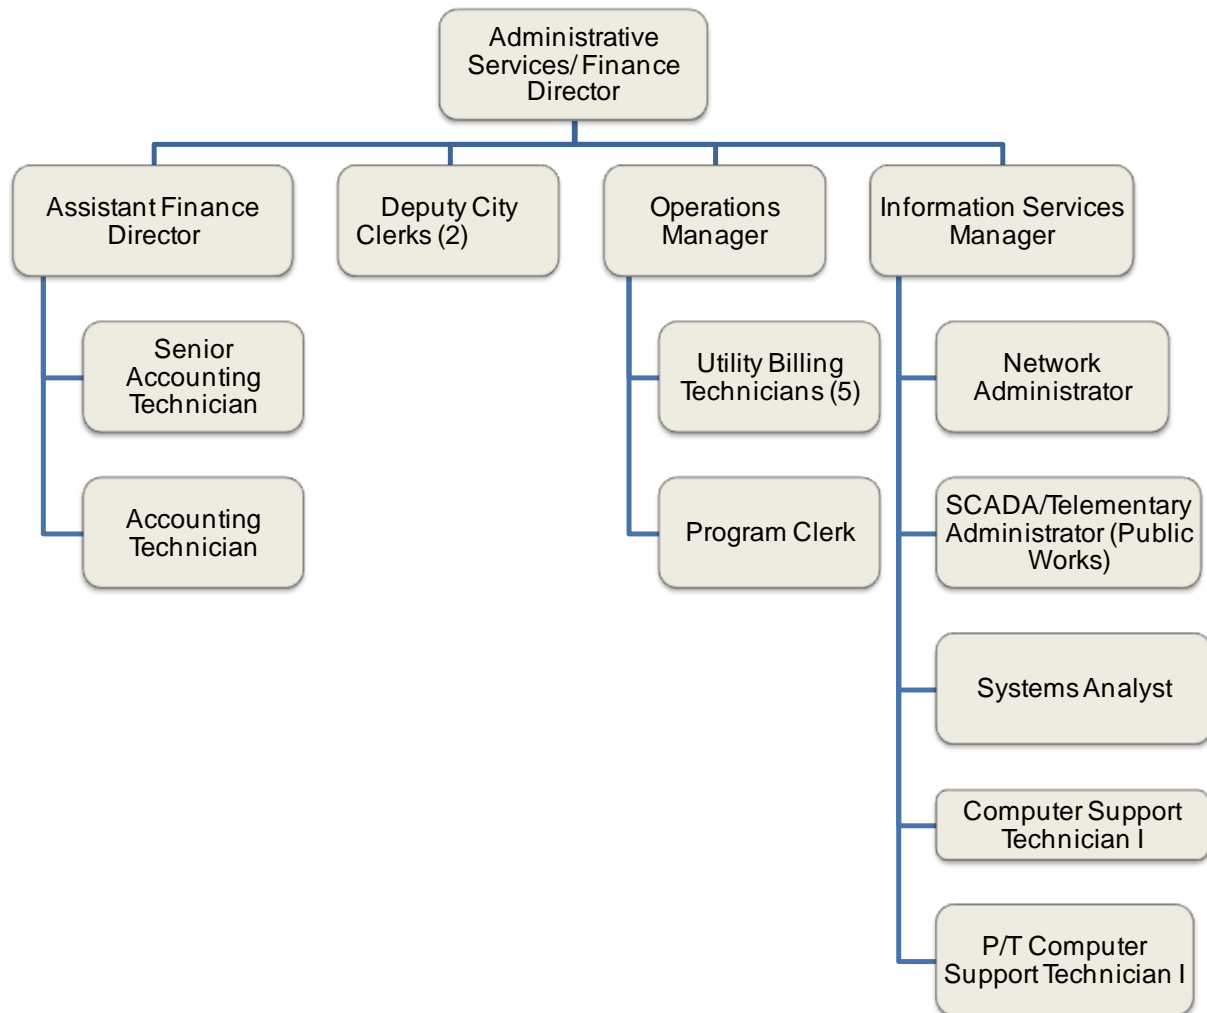 Administrative
Services/ Finance
Director
Assistant Finance
Director
Deputy City
Clerks (2)
Operations
Manager
Information Services
Manager
Senior
Accounting
Technician
Utility Billing
Technicians (5)
Network
Administrator
Accounting
Technician
Program Clerk
SCADA/Telementary
Administrator (Public
Works)
Systems Analyst
Computer Support
Technician I
P/T Computer
Support Technician I